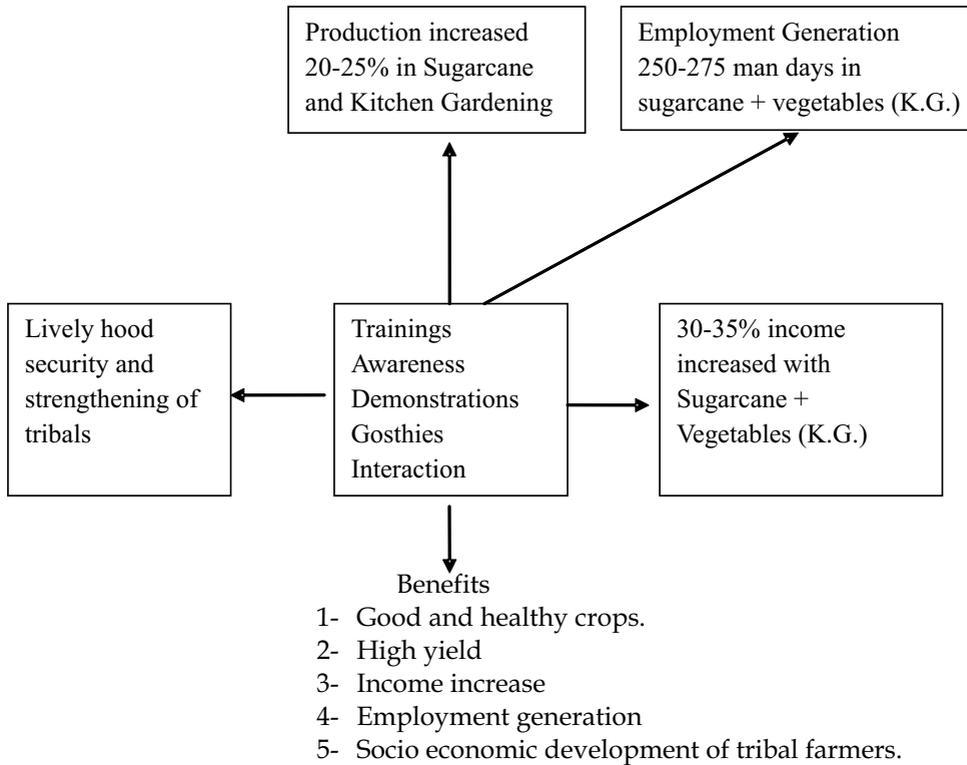 Production increased
20-25% in Sugarcane
and Kitchen Gardening
Employment Generation
250-275 man days in
sugarcane + vegetables (K.G.)
Lively hood
security and
strengthening of
tribals
Trainings
Awareness
Demonstrations
Gosthies
Interaction
30-35% income
increased with
Sugarcane +
Vegetables (K.G.)
Benefits
1- Good and healthy crops.
2- High yield
3- Income increase
4- Employment generation
5- Socio economic development of tribal farmers.